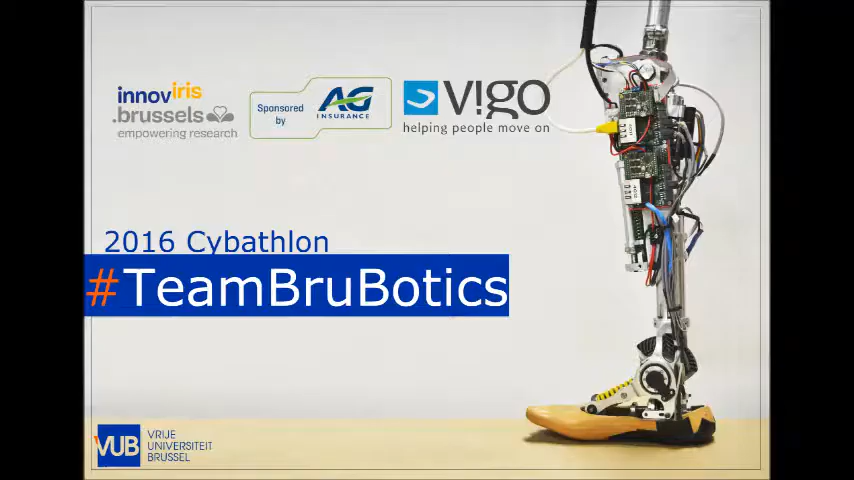 innoviris
.brussels
empowering research
Sponsored
by
AG
INSURANCE
v!go
helping people move on
2016 Cybathlon
#TeamBruBotics
VUB
VRIJE
UNIVERSITEIT
BRUSSEL